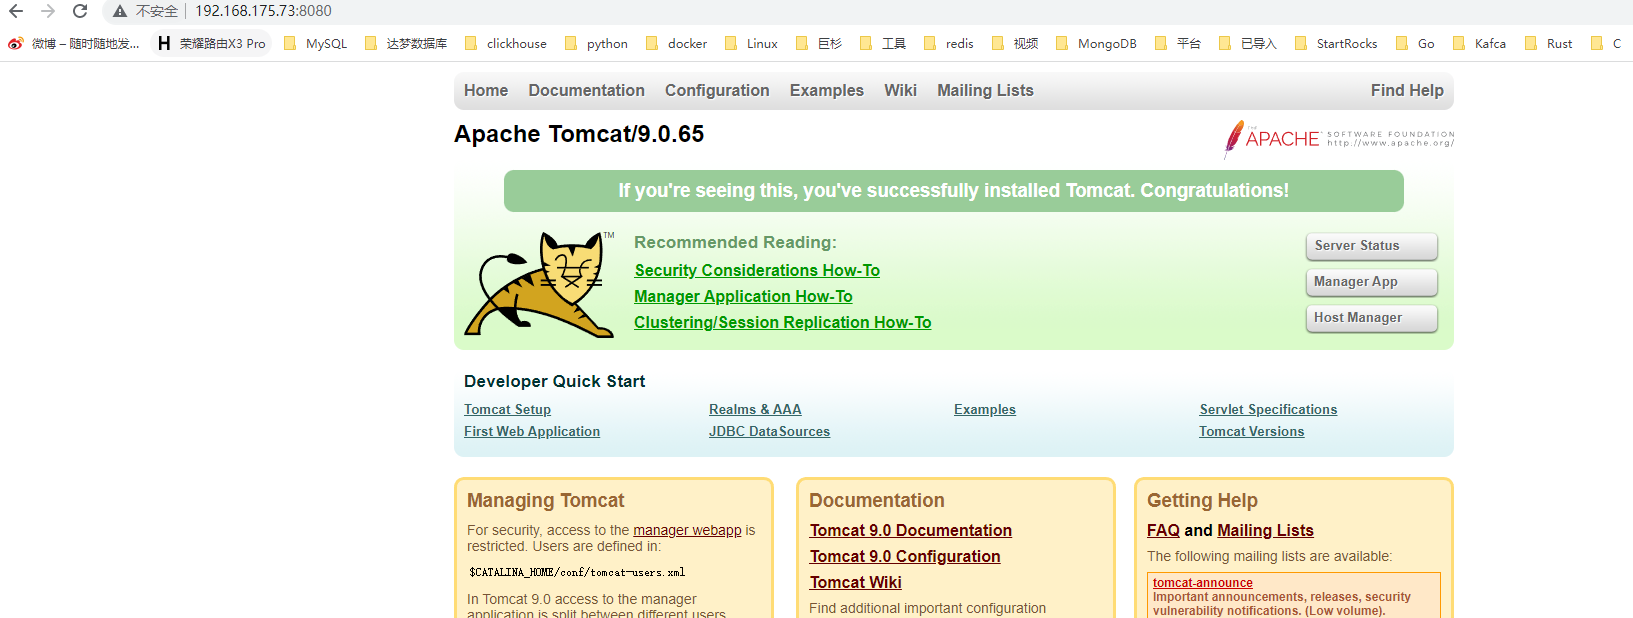 不安全 192.168.175.73:8080
微博 – 随时随地发... H 荣耀路由X3 Pro MySQL 达梦数据库 clickhouse python docker Linux 巨杉 工具 redis 视频 MongoDB 平台 已导入 StartRocks Go Kafca Rust C
Home Documentation Configuration Examples Wiki Mailing Lists Find Help
Apache Tomcat/9.0.65
THE APACHE SOFTWARE FOUNDATION
http://www.apache.org/
If you're seeing this, you've successfully installed Tomcat. Congratulations!
TM
Recommended Reading:
Security Considerations How-To
Manager Application How-To
Clustering/Session Replication How-To
Server Status
Manager App
Host Manager
Developer Quick Start
Tomcat Setup
First Web Application
Realms & AAA
JDBC DataSources
Examples
Servlet Specifications
Tomcat Versions
Managing Tomcat
For security, access to the manager webapp is
restricted. Users are defined in:
$CATALINA_HOME/conf/tomcat-users.xml
In Tomcat 9.0 access to the manager
application is split between different users.
Documentation
Tomcat 9.0 Documentation
Tomcat 9.0 Configuration
Tomcat Wiki
Find additional important configuration
Getting Help
FAQ and Mailing Lists
The following mailing lists are available:
tomcat-announce
Important announcements, releases, security
vulnerability notifications. (Low volume).